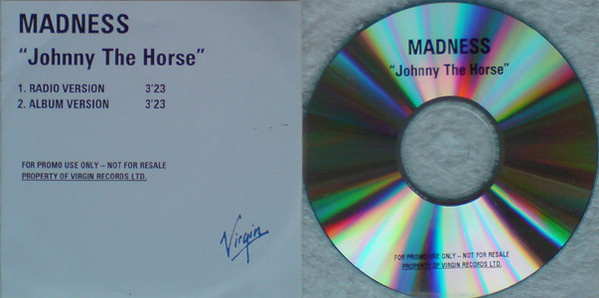 MADNESS
"Johnny The Horse"
1. RADIO VERSION 3'23
2. ALBUM VERSION 3'23
FOR PROMO USE ONLY – NOT FOR RESALE
PROPERTY OF VIRGIN RECORDS LTD.
Virgin
MADNESS
"Johnny The Horse"
FOR PROMO USE ONLY – NOT FOR RESALE
PROPERTY OF VIRGIN RECORDS LTD.